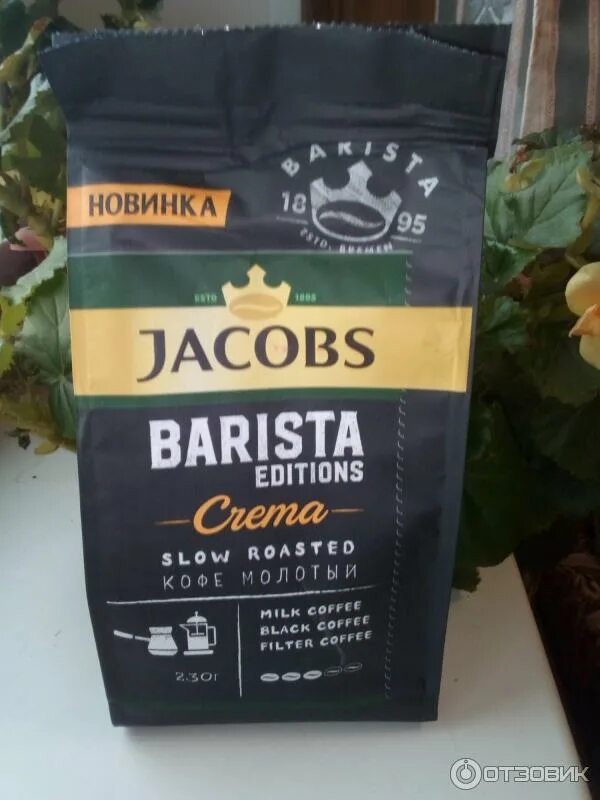 BARISTA
НОВИНКА
18 95
ESTD. BREMEN
ESTD 1895
JACOBS
BARISTA
EDITIONS
Crema
SLOW ROASTED
КОФЕ МОЛОТЫЙ
MILK COFFEE
BLACK COFFEE
FILTER COFFEE
230г
ОТЗОВИК